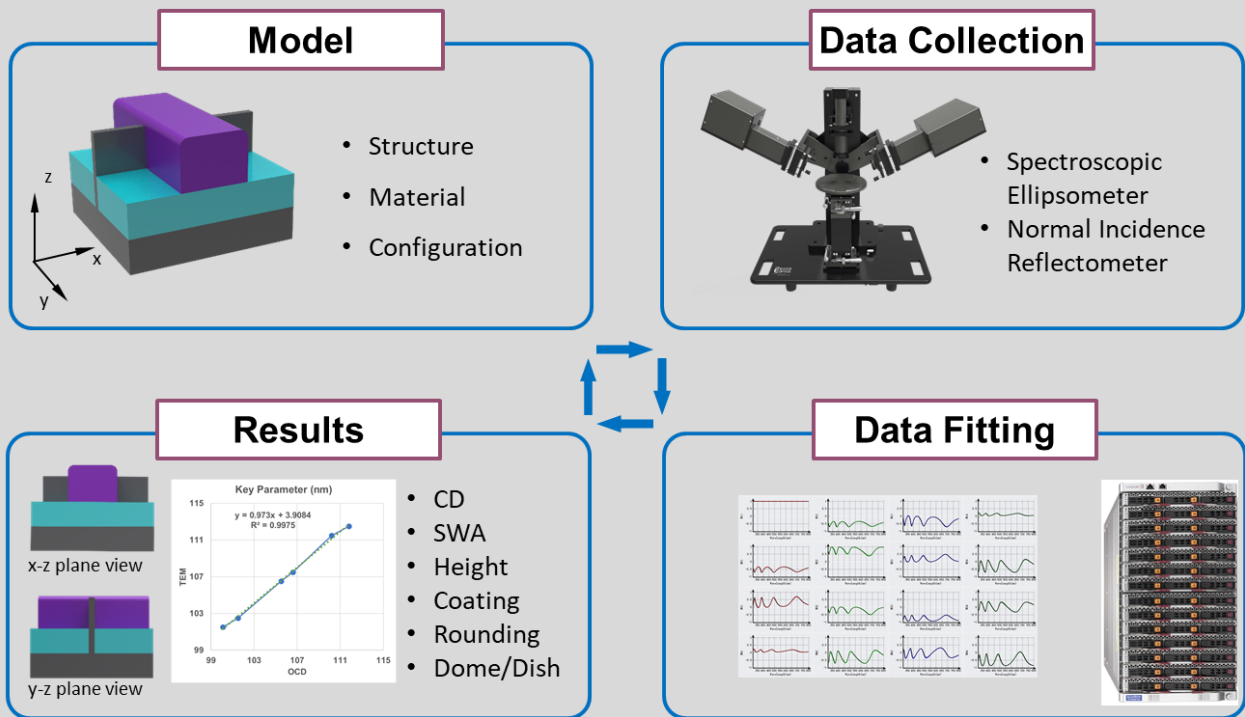 Model
z
x
y
• Structure
• Material
• Configuration
Data Collection
• Spectroscopic
Ellipsometer
• Normal Incidence
Reflectometer
Results
x-z plane view
y-z plane view
Key Parameter (nm)
y = 0.973x + 3.9084
R² = 0.9975
TEM
115
111
107
103
99
99 103 107 111 115
OCD
• CD
• SWA
• Height
• Coating
• Rounding
• Dome/Dish
Data Fitting